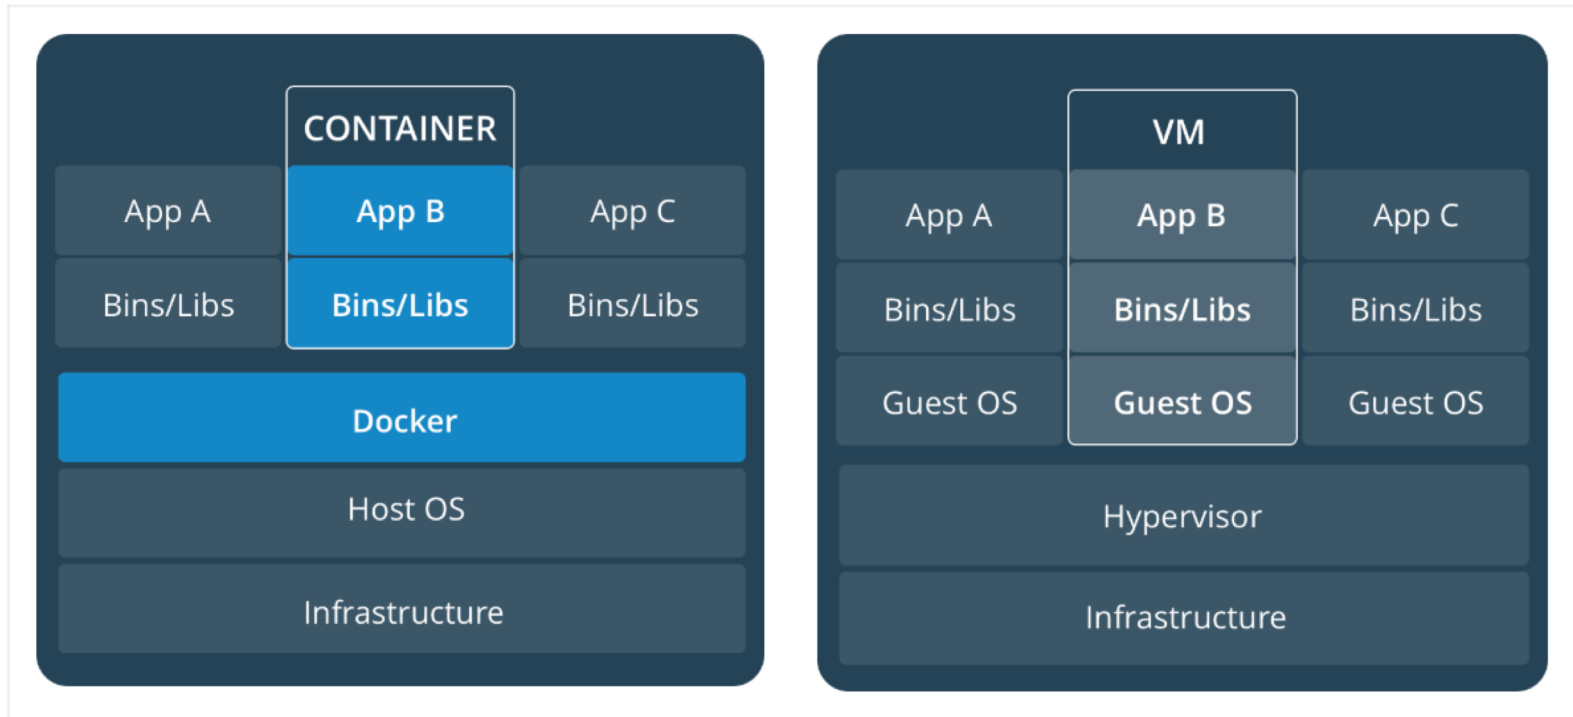 CONTAINER
App A
App B
App C
Bins/Libs
Bins/Libs
Bins/Libs
Docker
Host OS
Infrastructure
VM
App A
App B
App C
Bins/Libs
Bins/Libs
Bins/Libs
Guest OS
Guest OS
Guest OS
Hypervisor
Infrastructure